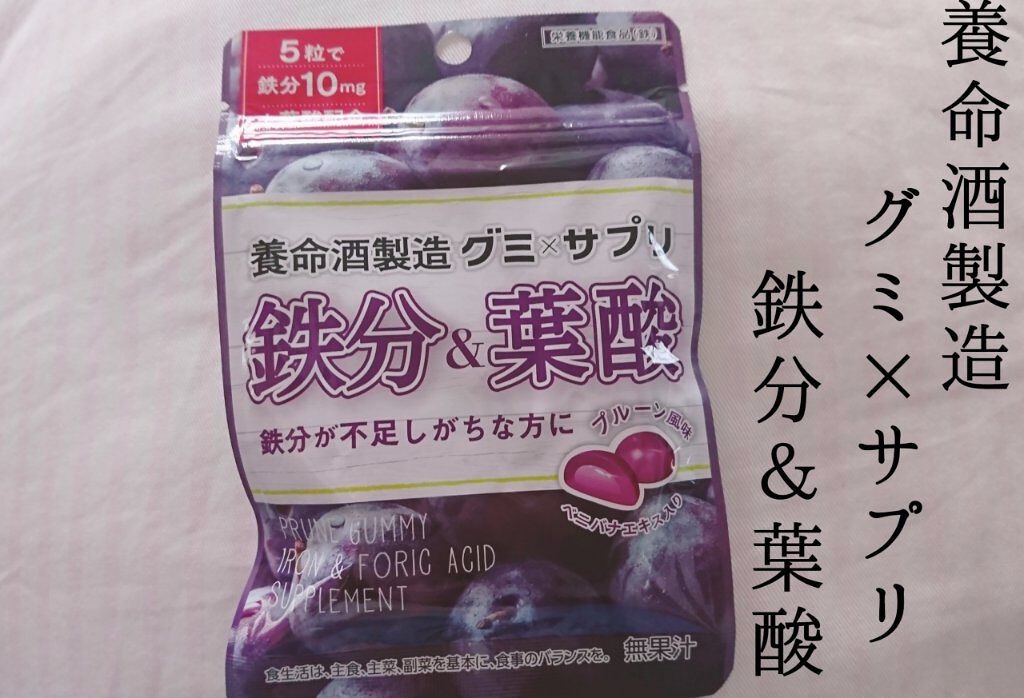 養命酒製造
グミ×サプリ
鉄分&葉酸
5粒で
鉄分10mg
葉酸配合
栄養機能食品(鉄)
養命酒製造 グミ×サプリ
鉄分&葉酸
鉄分が不足しがちな方に
プルーン風味
ベニバナエキス入り
PRUNE GUMMY
IRON & FORIC ACID
SUPPLEMENT
食生活は、主食、主菜、副菜を基本に、食事のバランスを。
無果汁